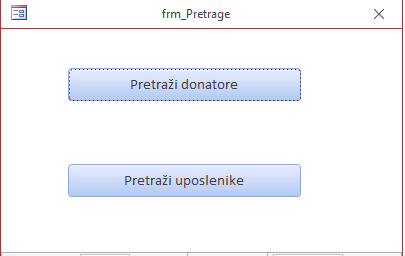 frm_Pretrage
Pretraži donatore
Pretraži uposlenike